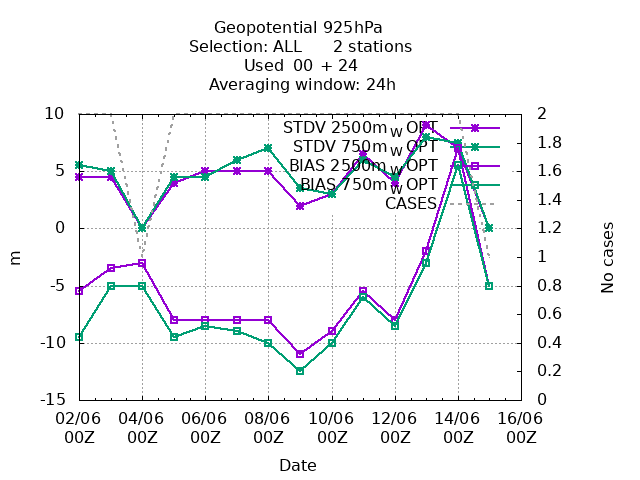 Geopotential 925hPa
Selection: ALL 2 stations
Used 00 + 24
Averaging window: 24h
10
5
0
-5
-10
-15
m
STDV 2500m w OPT
STDV 750m w OPT
BIAS 2500m w OPT
BIAS 750m w OPT
CASES
2
1.8
1.6
1.4
1.2
1
0.8
0.6
0.4
0.2
0
No cases
02/06 04/06 06/06 08/06 10/06 12/06 14/06 16/06
00Z 00Z 00Z 00Z 00Z 00Z 00Z 00Z
Date